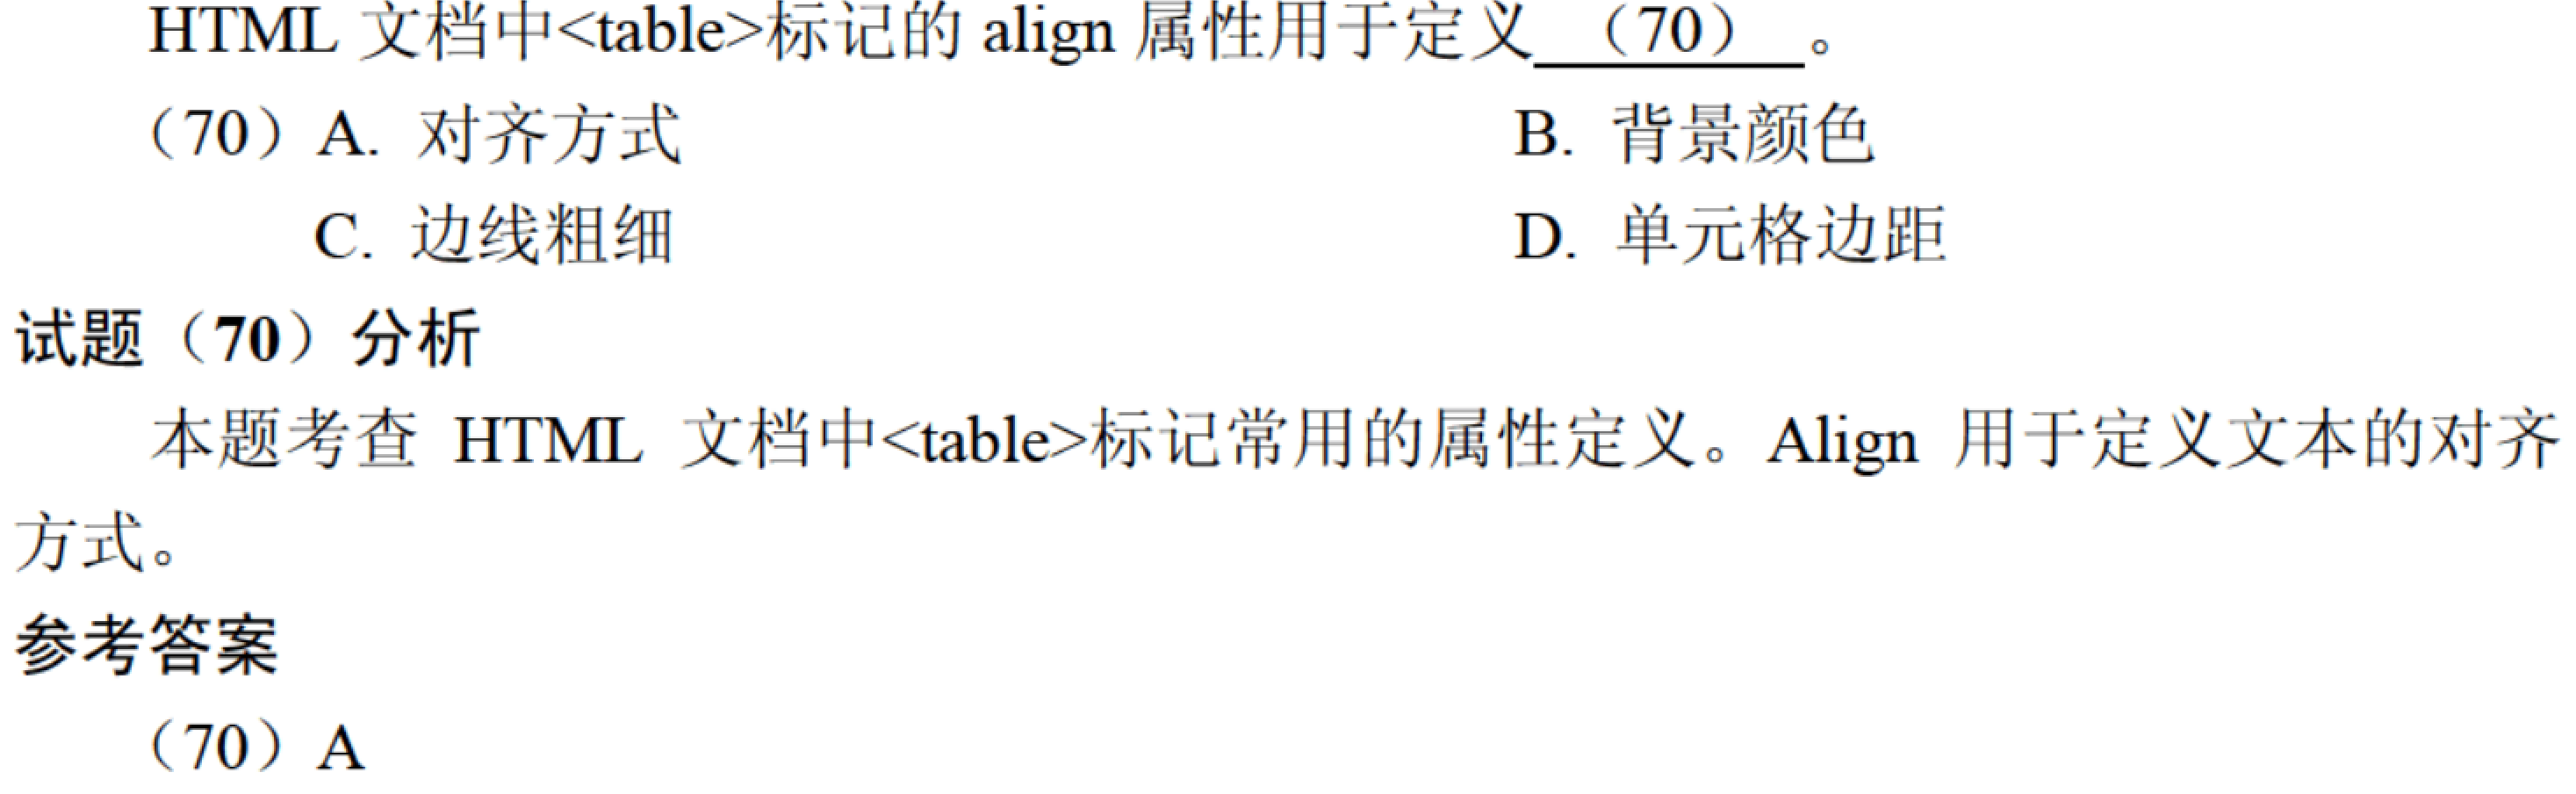 HTML 文档中<table>标记的 align 属性用于定义 （70） 。
（70）A. 对齐方式 B. 背景颜色
C. 边线粗细 D. 单元格边距
试题（70）分析
本题考查 HTML 文档中<table>标记常用的属性定义。Align 用于定义文本的对齐
方式。
参考答案
（70）A